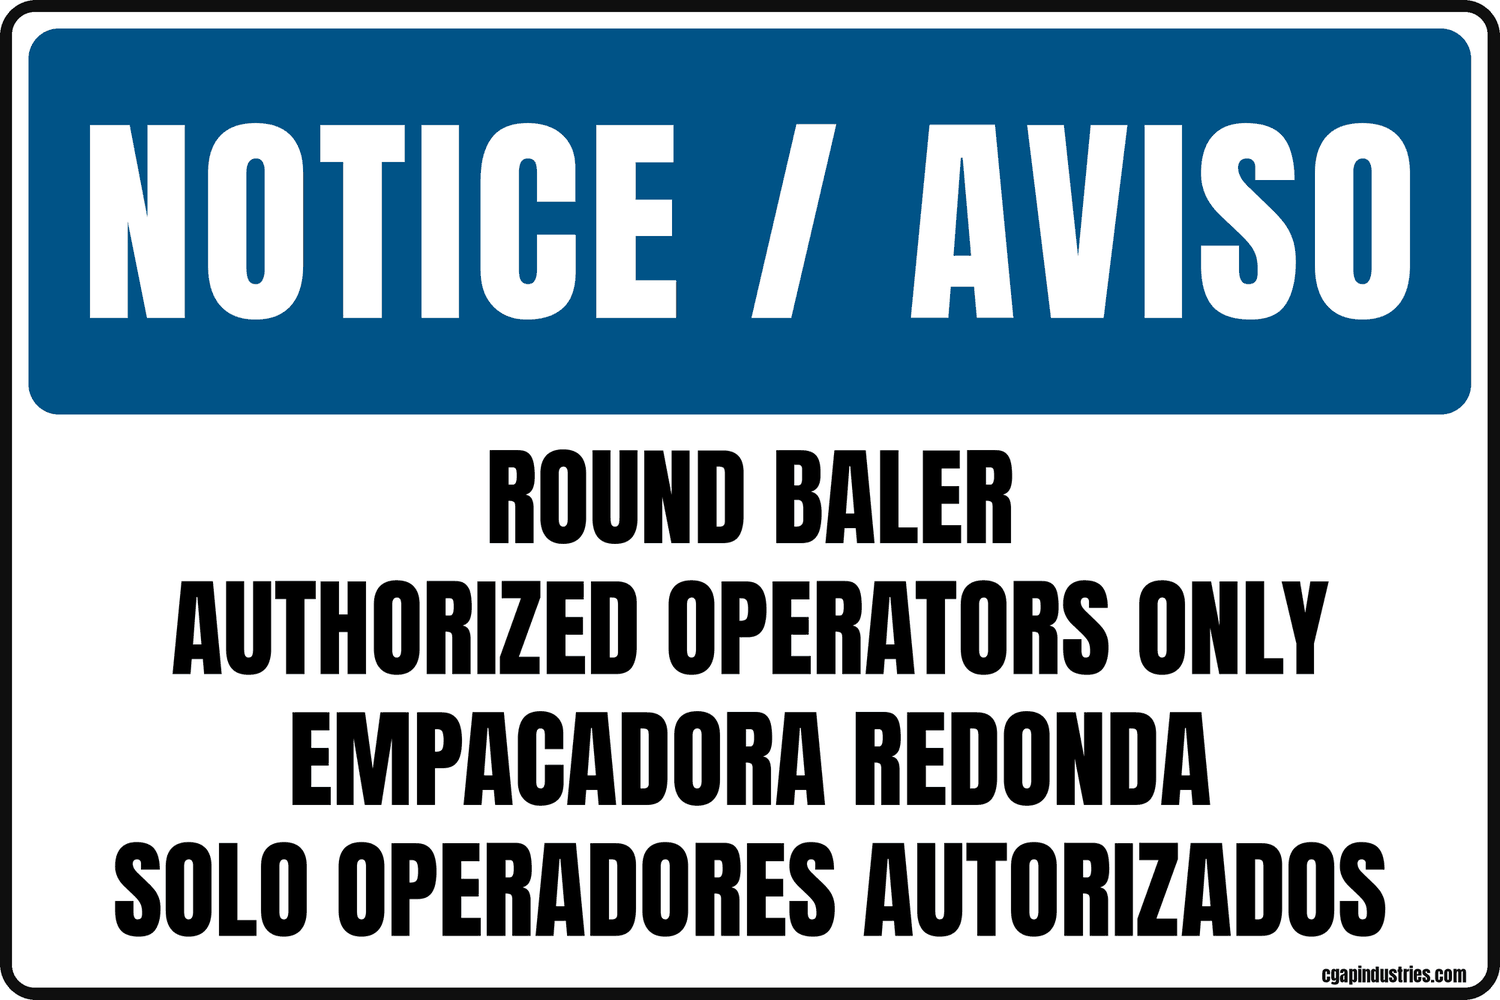 NOTICE / AVISO
ROUND BALER
AUTHORIZED OPERATORS ONLY
EMPACADORA REDONDA
SOLO OPERADORES AUTORIZADOS
cgapindustries.com